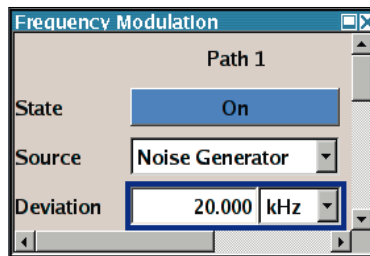 Frequency Modulation
Path 1
State On
Source Noise Generator
Deviation 20.000 kHz